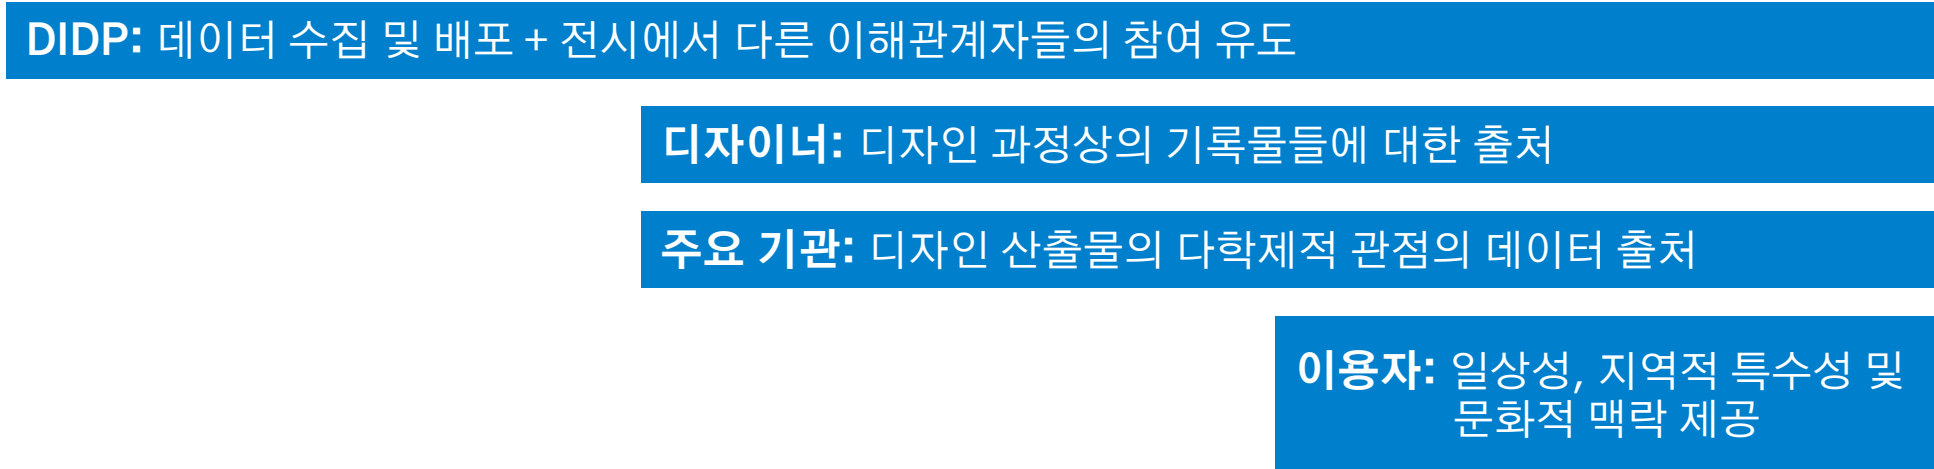 DIDP: 데이터 수집 및 배포 + 전시에서 다른 이해관계자들의 참여 유도
디자이너: 디자인 과정상의 기록물들에 대한 출처
주요 기관: 디자인 산출물의 다학제적 관점의 데이터 출처
이용자: 일상성, 지역적 특수성 및
문화적 맥락 제공